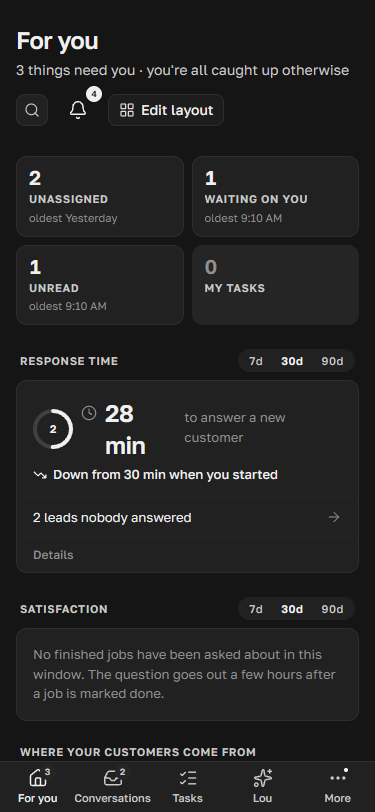 For you
3 things need you · you're all caught up otherwise
4
Edit layout
2
UNASSIGNED
oldest Yesterday
1
WAITING ON YOU
oldest 9:10 AM
1
UNREAD
oldest 9:10 AM
0
MY TASKS
RESPONSE TIME
7d 30d 90d
2
28
min
to answer a new
customer
Down from 30 min when you started
2 leads nobody answered
Details
SATISFACTION
7d 30d 90d
No finished jobs have been asked about in this
window. The question goes out a few hours after
a job is marked done.
WHERE YOUR CUSTOMERS COME FROM
3
For you
2
Conversations
Tasks
Lou
More